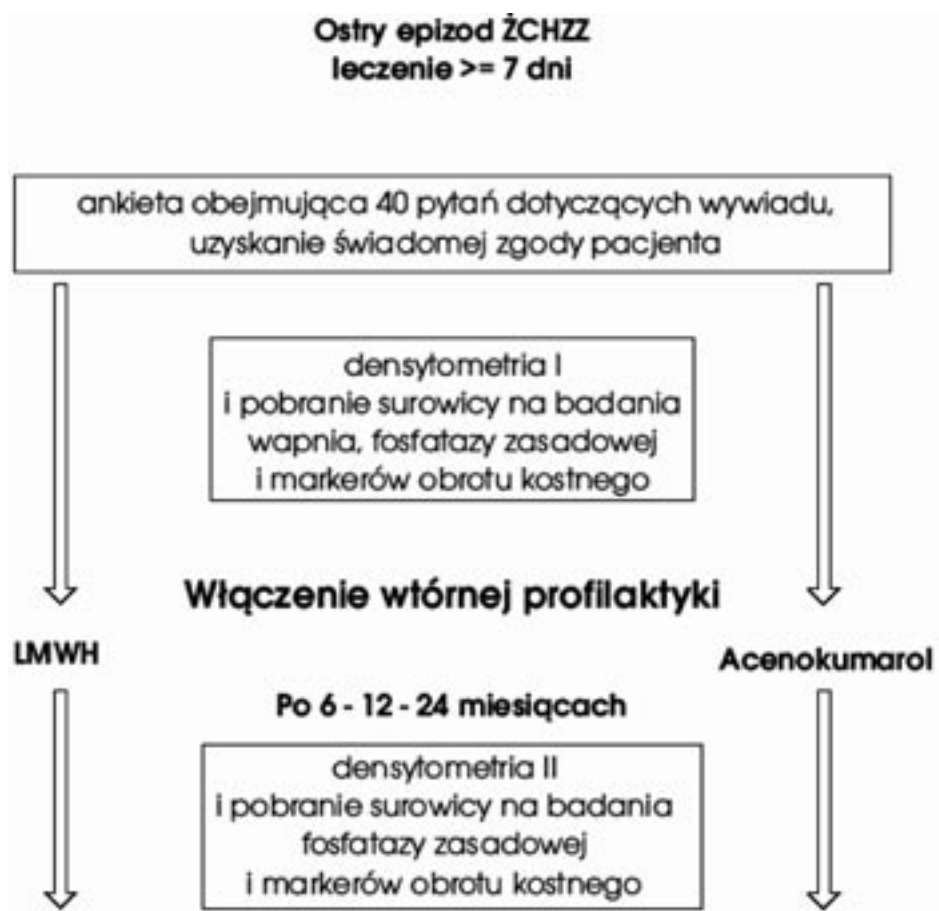 Ostry epizod ŻCHZZ
leczenie >= 7 dni
ankieta obejmująca 40 pytań dotyczących wywiadu,
uzyskanie świadomej zgody pacjenta
densytometria I
i pobranie surowicy na badania
wapnia, fosfatazy zasadowej
i markerów obrotu kostnego
Włączenie wtórnej profilaktyki
LMWH
Acenokumarol
Po 6 - 12 - 24 miesiącach
densytometria II
i pobranie surowicy na badania
fosfatazy zasadowej
i markerów obrotu kostnego